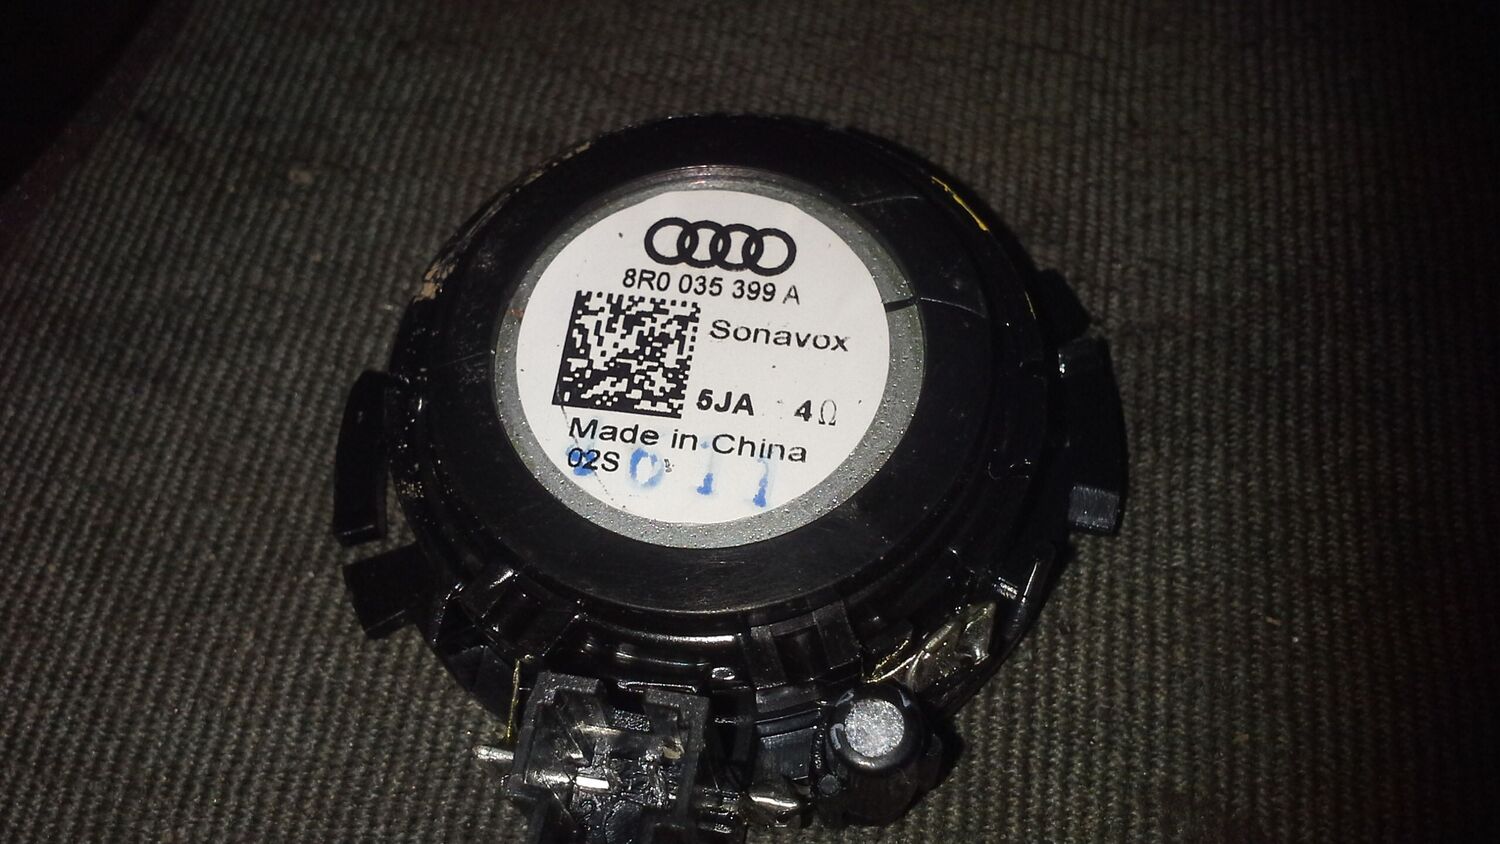 8R0 035 399 A
Sonavox
5JA 4Ω
Made in China
02S